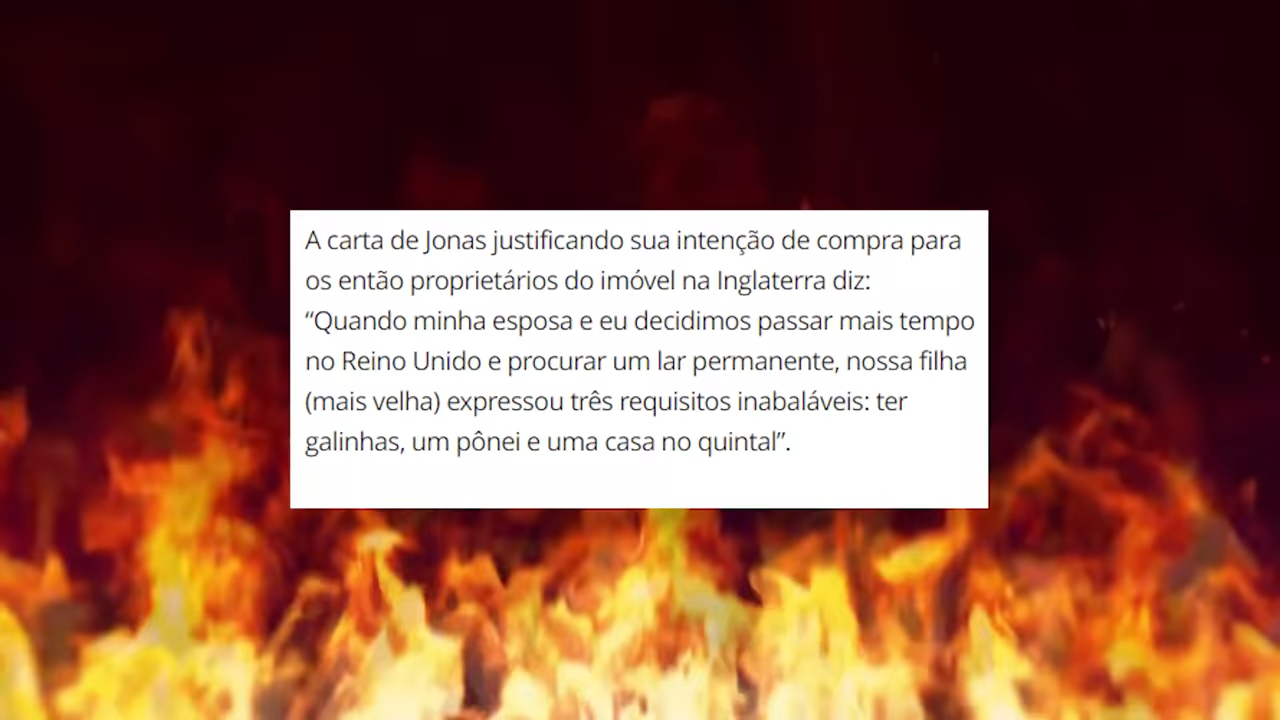 A carta de Jonas justificando sua intenção de compra para
os então proprietários do imóvel na Inglaterra diz:
“Quando minha esposa e eu decidimos passar mais tempo
no Reino Unido e procurar um lar permanente, nossa filha
(mais velha) expressou três requisitos inabaláveis: ter
galinhas, um pônei e uma casa no quintal”.